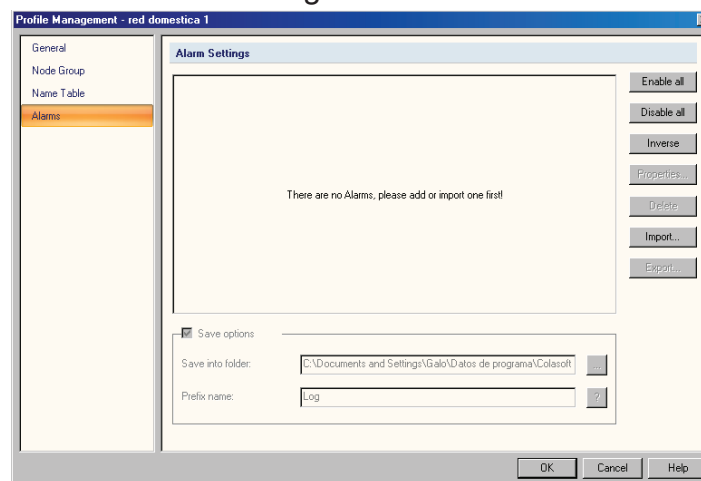 Profile Management - red domestica 1
General
Node Group
Name Table
Alarms
Alarm Settings
There are no Alarms, please add or import one first!
Enable all
Disable all
Inverse
Properties...
Delete
Import...
Export...
Save options
Save into folder:
C:\Documents and Settings\Galo\Datos de programa\Colasoft
...
Prefix name:
Log
?
OK
Cancel
Help